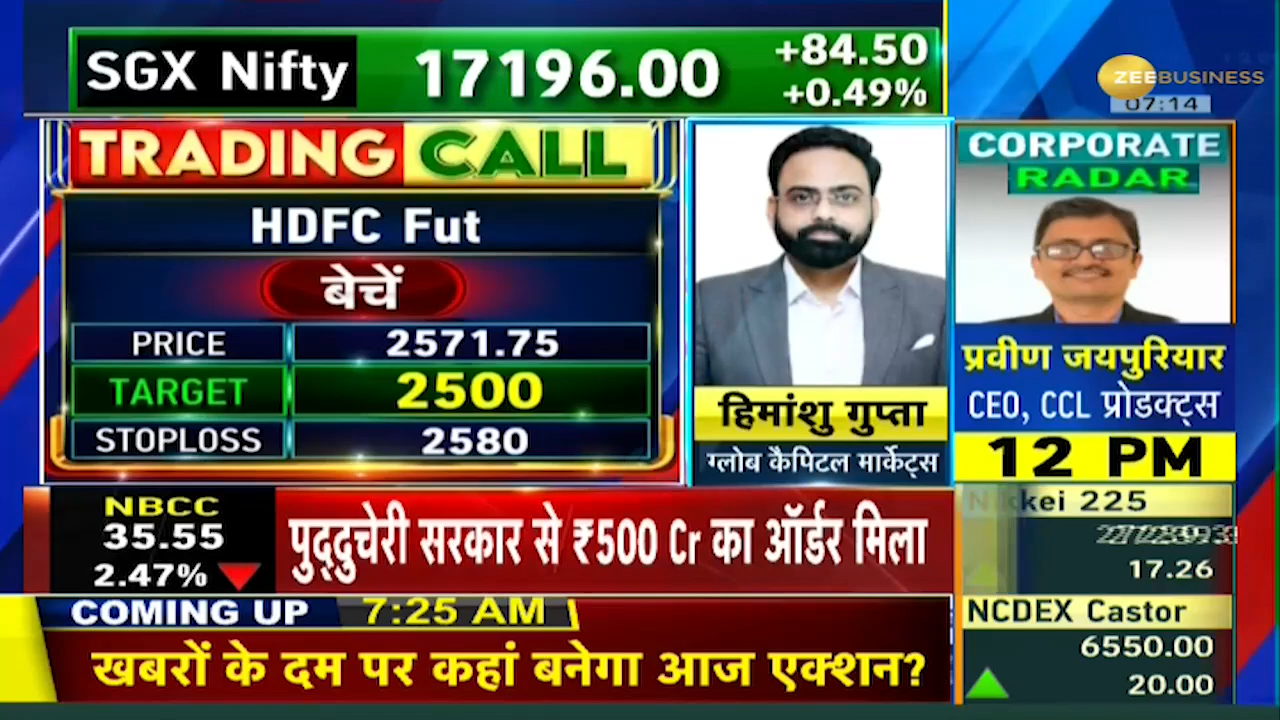 SGX Nifty
17196.00
+84.50
+0.49%
ZEEBUSINESS
07:14
TRADING CALL
HDFC Fut
बेचें
PRICE 2571.75
TARGET 2500
STOPLOSS 2580
हिमांशु गुप्ता
ग्लोब कैपिटल मार्केट्स
CORPORATE
RADAR
प्रवीण जयपुरियार
CEO, CCL प्रोडक्ट्स
12 PM
NBCC
35.55
2.47%
पुद्दुचेरी सरकार से ₹500 Cr का ऑर्डर मिला
Nikkei 225
17.26
NCDEX Castor
6550.00
20.00
COMING UP 7:25 AM
खबरों के दम पर कहां बनेगा आज एक्शन?